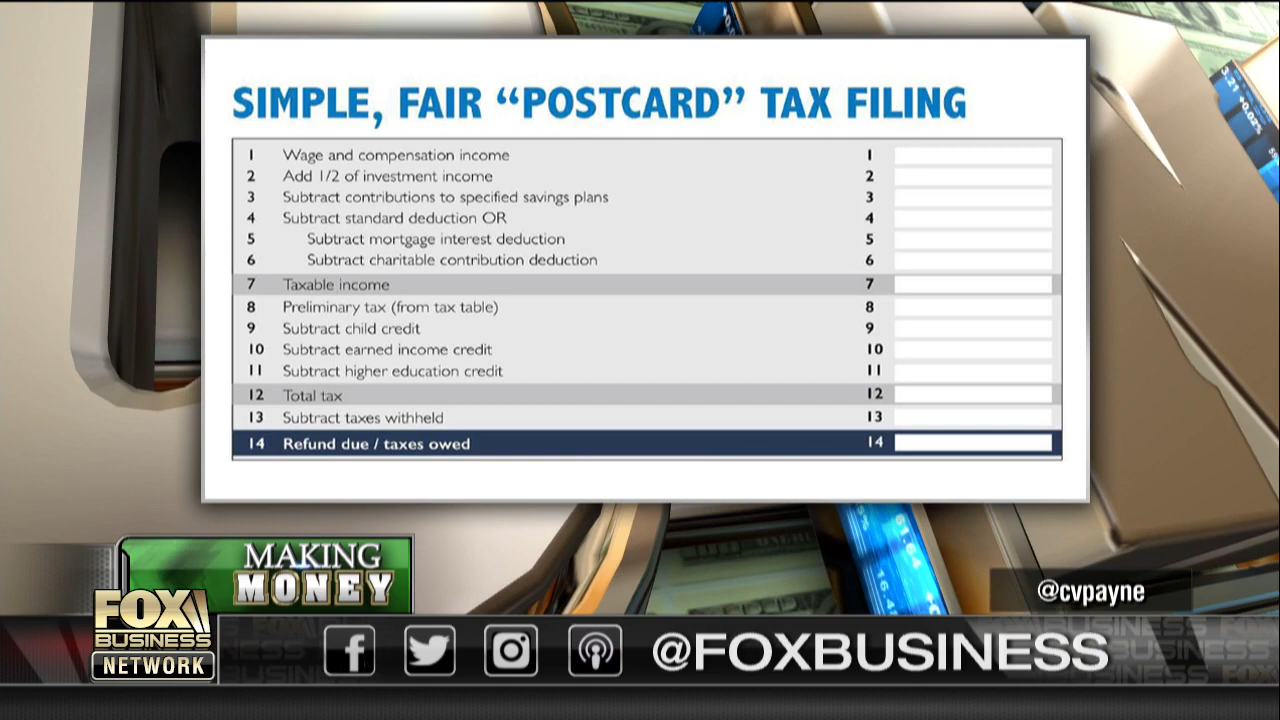 SIMPLE, FAIR “POSTCARD” TAX FILING
1 Wage and compensation income 1
2 Add 1/2 of investment income 2
3 Subtract contributions to specified savings plans 3
4 Subtract standard deduction OR 4
5 Subtract mortgage interest deduction 5
6 Subtract charitable contribution deduction 6
7 Taxable income 7
8 Preliminary tax (from tax table) 8
9 Subtract child credit 9
10 Subtract earned income credit 10
11 Subtract higher education credit 11
12 Total tax 12
13 Subtract taxes withheld 13
14 Refund due / taxes owed 14
MAKING
MONEY
@cvpayne
FOX
BUSINESS
NETWORK
@FOXBUSINESS